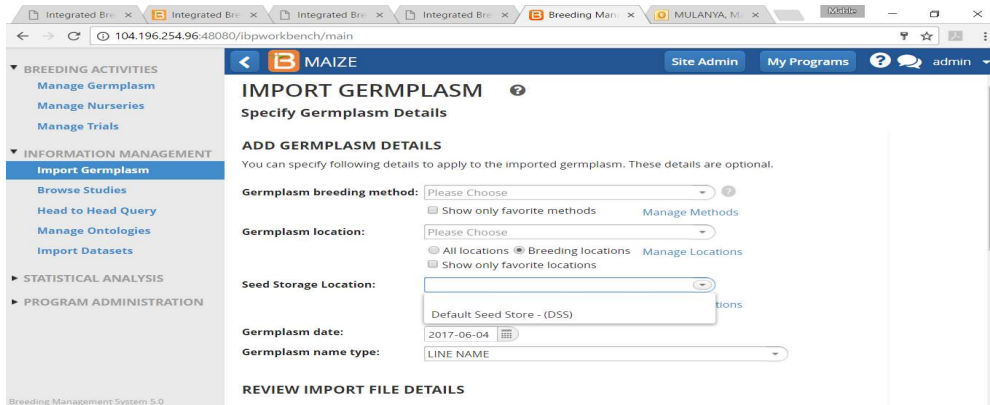 Integrated Bre
Integrated Bre
Integrated Bre
Integrated Bre
Breeding Mana
MULANYA, M
Mable
104.196.254.96:48080/ibpworkbench/main
BREEDING ACTIVITIES
Manage Germplasm
Manage Nurseries
Manage Trials
INFORMATION MANAGEMENT
Import Germplasm
Browse Studies
Head to Head Query
Manage Ontologies
Import Datasets
STATISTICAL ANALYSIS
PROGRAM ADMINISTRATION
Breeding Management System 5.0
MAIZE
Site Admin My Programs admin
IMPORT GERMPLASM
Specify Germplasm Details
ADD GERMPLASM DETAILS
You can specify following details to apply to the imported germplasm. These details are optional.
Germplasm breeding method: Please Choose
Show only favorite methods Manage Methods
Germplasm location: Please Choose
All locations Breeding locations Manage Locations
Show only favorite locations
Seed Storage Location:
tions
Default Seed Store - (DSS)
Germplasm date: 2017-06-04
Germplasm name type: LINE NAME
REVIEW IMPORT FILE DETAILS